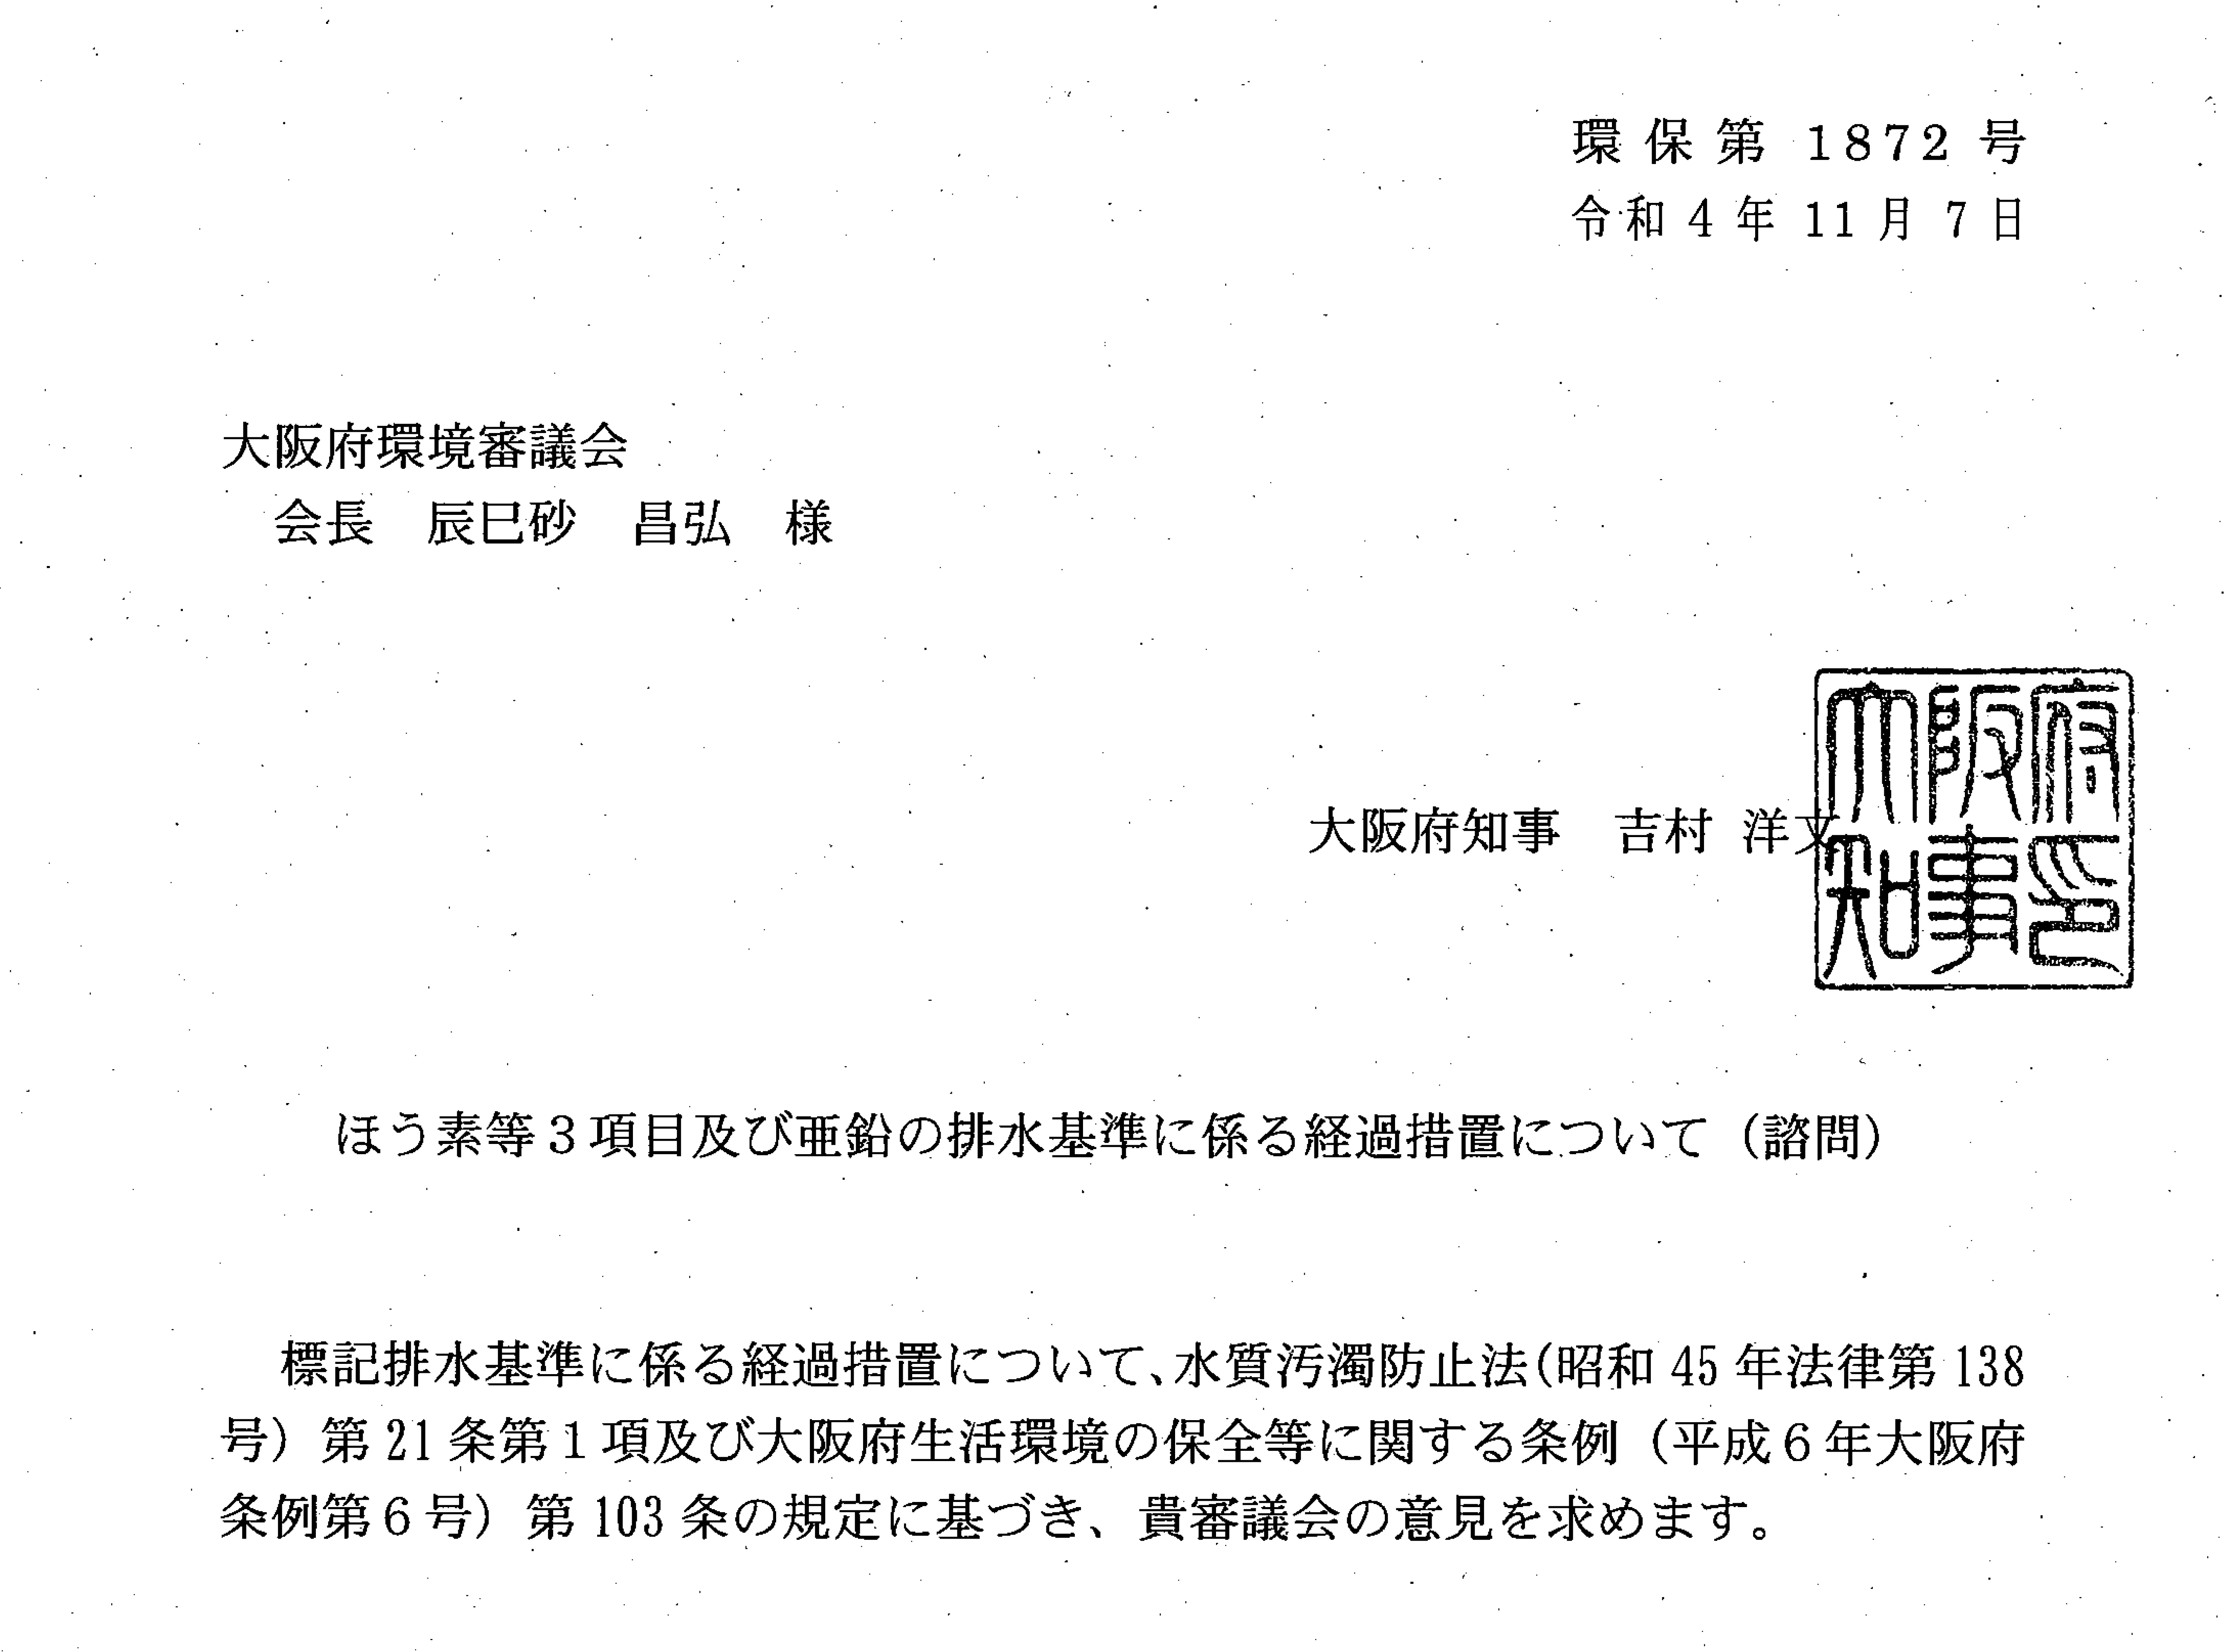 環保第 1872 号
令和 4 年 11 月 7 日
大阪府環境審議会
会長 辰巳砂 昌弘 様
大阪府知事 吉村 洋文
大阪府
知事印
ほう素等３項目及び亜鉛の排水基準に係る経過措置について（諮問）
標記排水基準に係る経過措置について、水質汚濁防止法（昭和 45 年法律第 138
号）第 21 条第１項及び大阪府生活環境の保全等に関する条例（平成６年大阪府
条例第６号）第 103 条の規定に基づき、貴審議会の意見を求めます。